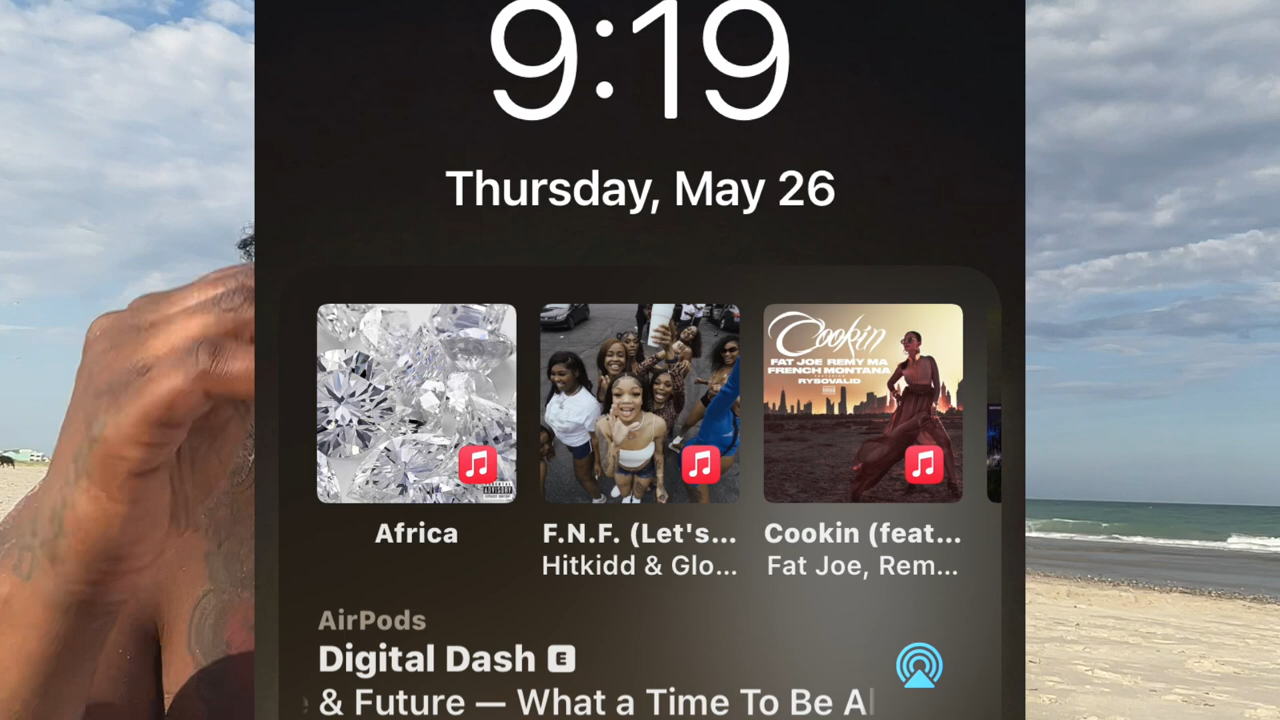 9:19
Thursday, May 26
Cookin
FAT JOE REMY MA
FRENCH MONTANA
RYSOVALID
Africa
F.N.F. (Let's...
Cookin (feat...
Hitkidd & Glo...
Fat Joe, Rem...
AirPods
Digital Dash E
& Future — What a Time To Be Al